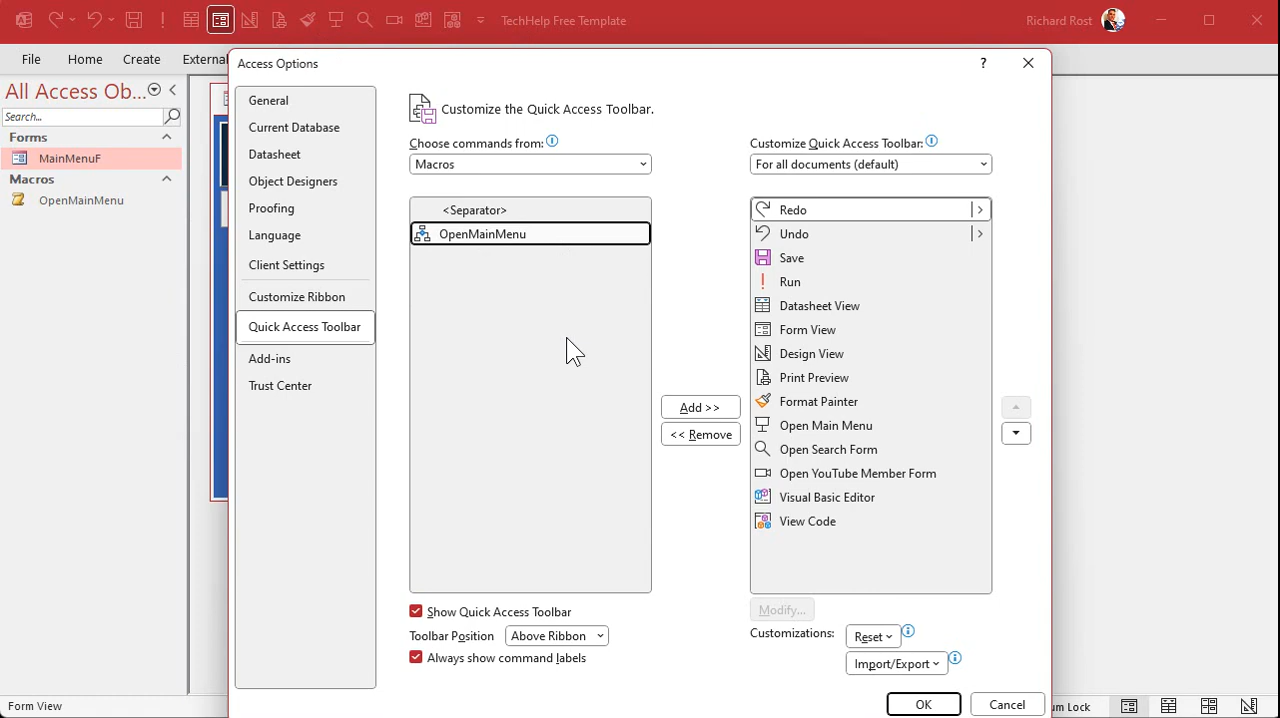 TechHelp Free Template
Richard Rost
File
Home
Create
External
All Access Ob...
Search...
Forms
MainMenuF
Macros
OpenMainMenu
Access Options
?
General
Current Database
Datasheet
Object Designers
Proofing
Language
Client Settings
Customize Ribbon
Quick Access Toolbar
Add-ins
Trust Center
Customize the Quick Access Toolbar.
Choose commands from:
Macros
<Separator>
OpenMainMenu
Add >>
<< Remove
Customize Quick Access Toolbar:
For all documents (default)
Redo
Undo
Save
Run
Datasheet View
Form View
Design View
Print Preview
Format Painter
Open Main Menu
Open Search Form
Open YouTube Member Form
Visual Basic Editor
View Code
Modify...
Show Quick Access Toolbar
Toolbar Position
Above Ribbon
Always show command labels
Customizations:
Reset
Import/Export
OK
Cancel
Form View
um Lock